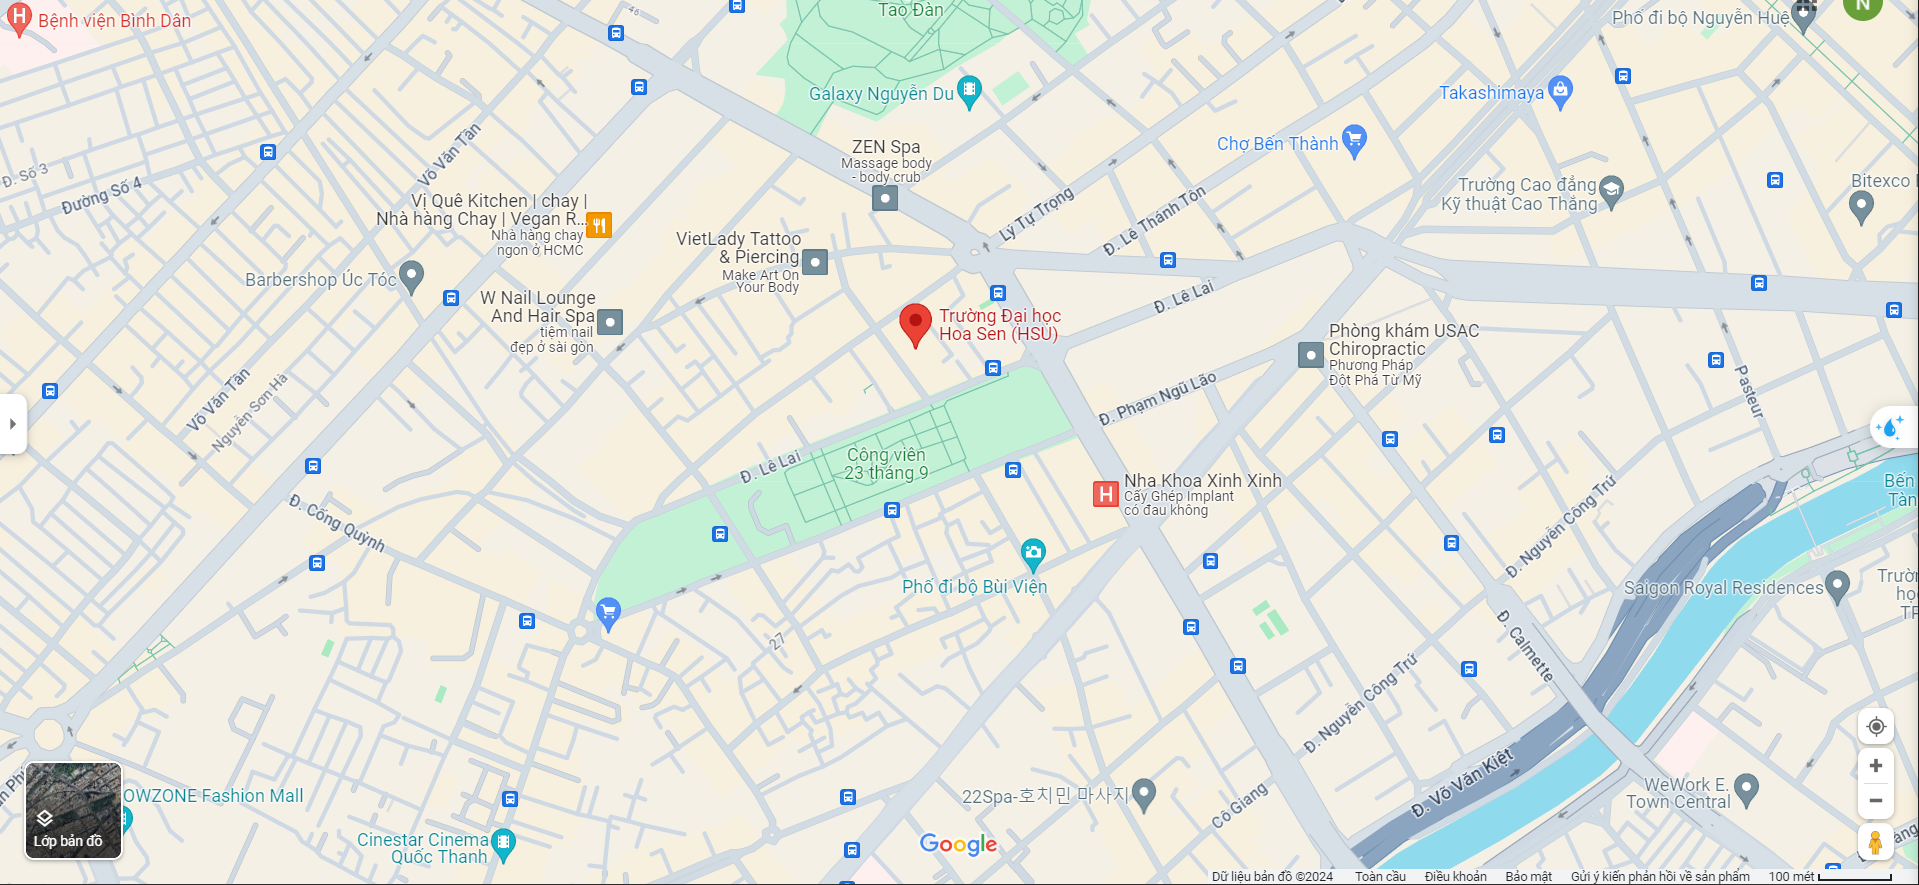 Bệnh viện Bình Dân
46
Tao Đàn
Phố đi bộ Nguyễn Huệ
N
Galaxy Nguyễn Du
Takashimaya
Chợ Bến Thành
Võ Văn Tần
ZEN Spa
Massage body
- body crub
Đ. Số 3
Đường Số 4
Trường Cao đẳng
Kỹ thuật Cao Thắng
Bitexco
Vị Quê Kitchen | chay |
Nhà hàng Chay | Vegan R...
Nhà hàng chay
ngon ở HCMC
Lý Tự Trọng
Đ. Lê Thánh Tôn
VietLady Tattoo
& Piercing
Make Art On
Your Body
Barbershop Úc Tóc
W Nail Lounge
And Hair Spa
tiệm nail
đẹp ở sài gòn
Đ. Lê Lai
Trường Đại học
Hoa Sen (HSU)
Phòng khám USAC
Chiropractic
Phương Pháp
Đột Phá Từ Mỹ
Võ Văn Tần
Nguyễn Sơn Hà
Đ. Phạm Ngũ Lão
Pasteur
Công viên
23 tháng 9
Đ. Lê Lai
Nha Khoa Xinh Xinh
Cấy Ghép Implant
có đau không
Bến
Tàn
Đ. Cống Quỳnh
Đ. Nguyễn Công Trứ
Phố đi bộ Bùi Viện
Saigon Royal Residences
Trườn
họ
TP
27
Đ. Calmette
Đ. Nguyễn Công Trứ
Đ. Võ Văn Kiệt
WeWork E.
Town Central
OWZONE Fashion Mall
22Spa-호치민 마사지
Cô Giang
Lớp bản đồ
Cinestar Cinema
Quốc Thanh
Google
Dữ liệu bản đồ ©2024 Toàn cầu Điều khoản Bảo mật Gửi ý kiến phản hồi về sản phẩm 100 mét